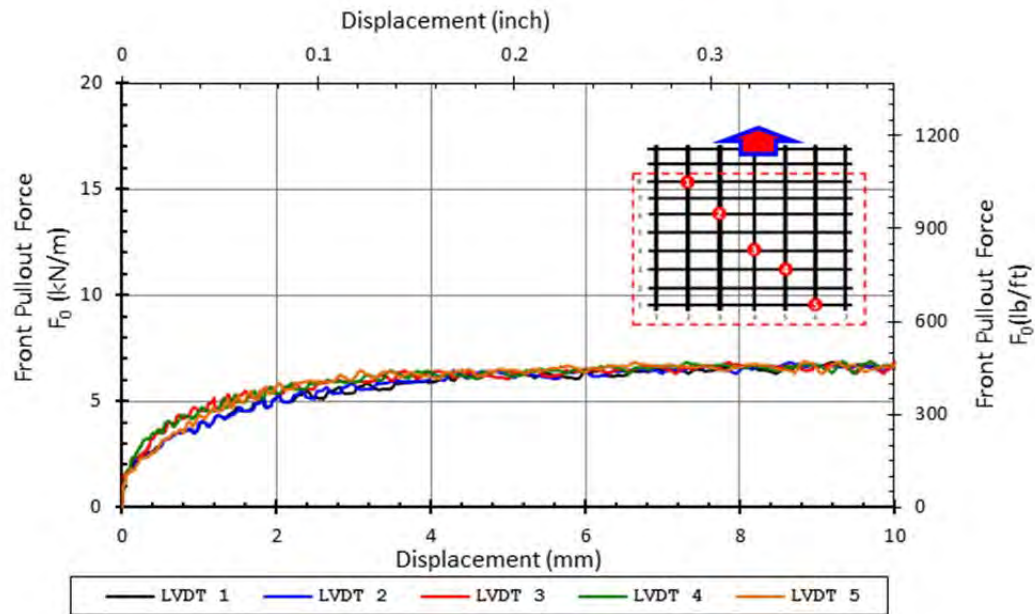 Displacement (inch)
0 0.1 0.2 0.3
20
15
10
5
0
Front Pullout Force
F₀ (kN/m)
1
2
3
4
5
1200
900
600
300
0
Front Pullout Force
F₀(lb/ft)
0 2 4 6 8 10
Displacement (mm)
LVDT 1 LVDT 2 LVDT 3 LVDT 4 LVDT 5